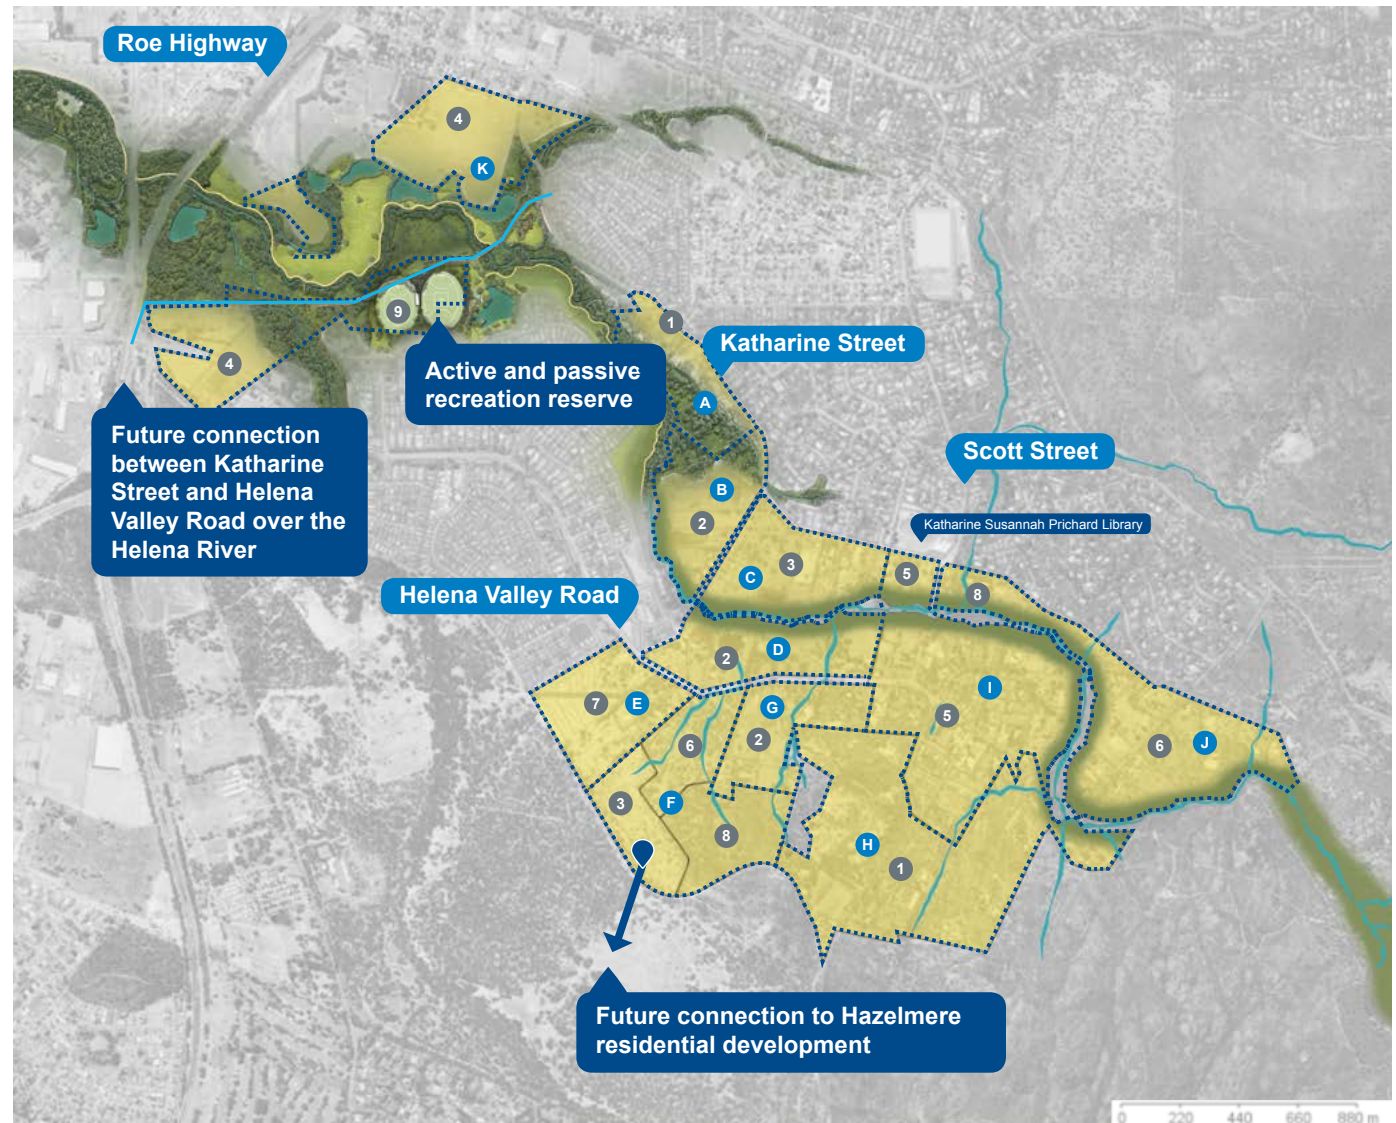 Roe Highway
4
K
9
1
Katharine Street
4
Active and passive
recreation reserve
A
Future connection
between Katharine
Street and Helena
Valley Road over the
Helena River
Scott Street
B
2
Katharine Susannah Prichard Library
3
C
5
8
Helena Valley Road
D
2
I
E
7
G
5
6
2
6
J
3
F
8
H
1
Future connection to Hazelmere
residential development
0 220 440 660 880 m